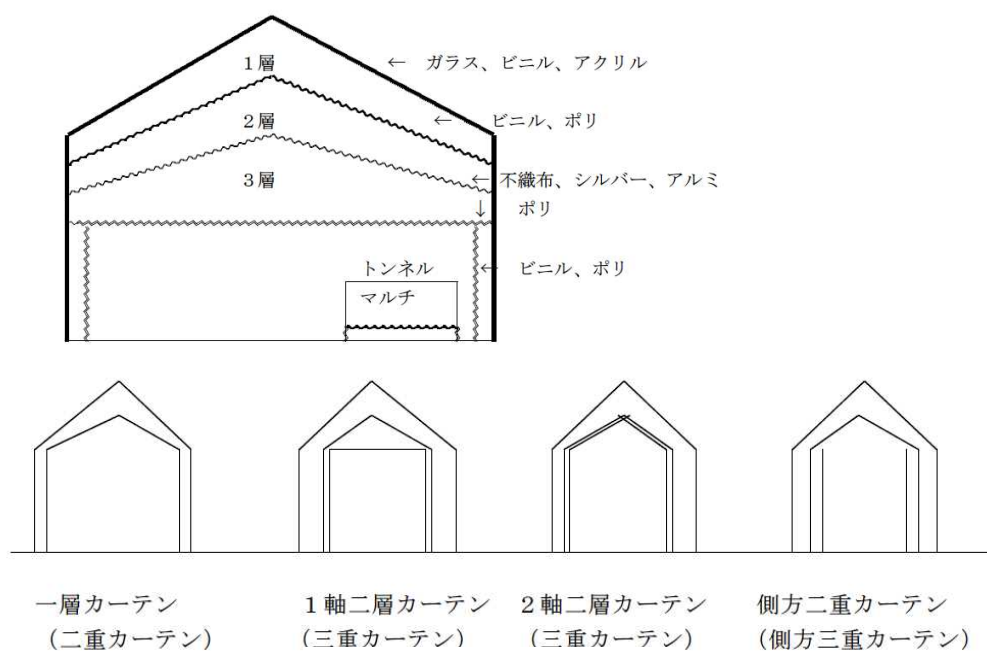 1層
← ガラス、ビニル、アクリル
2層
← ビニル、ポリ
3層
← 不織布、シルバー、アルミ
↓ ポリ
トンネル
← ビニル、ポリ
マルチ
一層カーテン
(二重カーテン)
1軸二層カーテン
(三重カーテン)
2軸二層カーテン
(三重カーテン)
側方二重カーテン
(側方三重カーテン)